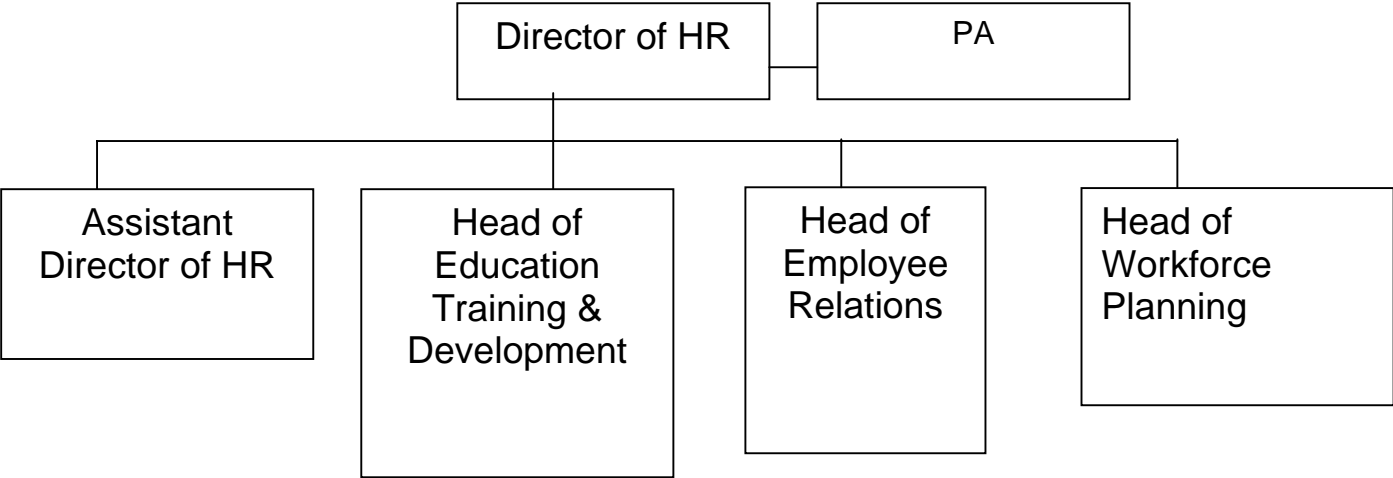 Director of HR
PA
Assistant
Director of HR
Head of
Education
Training &
Development
Head of
Employee
Relations
Head of
Workforce
Planning